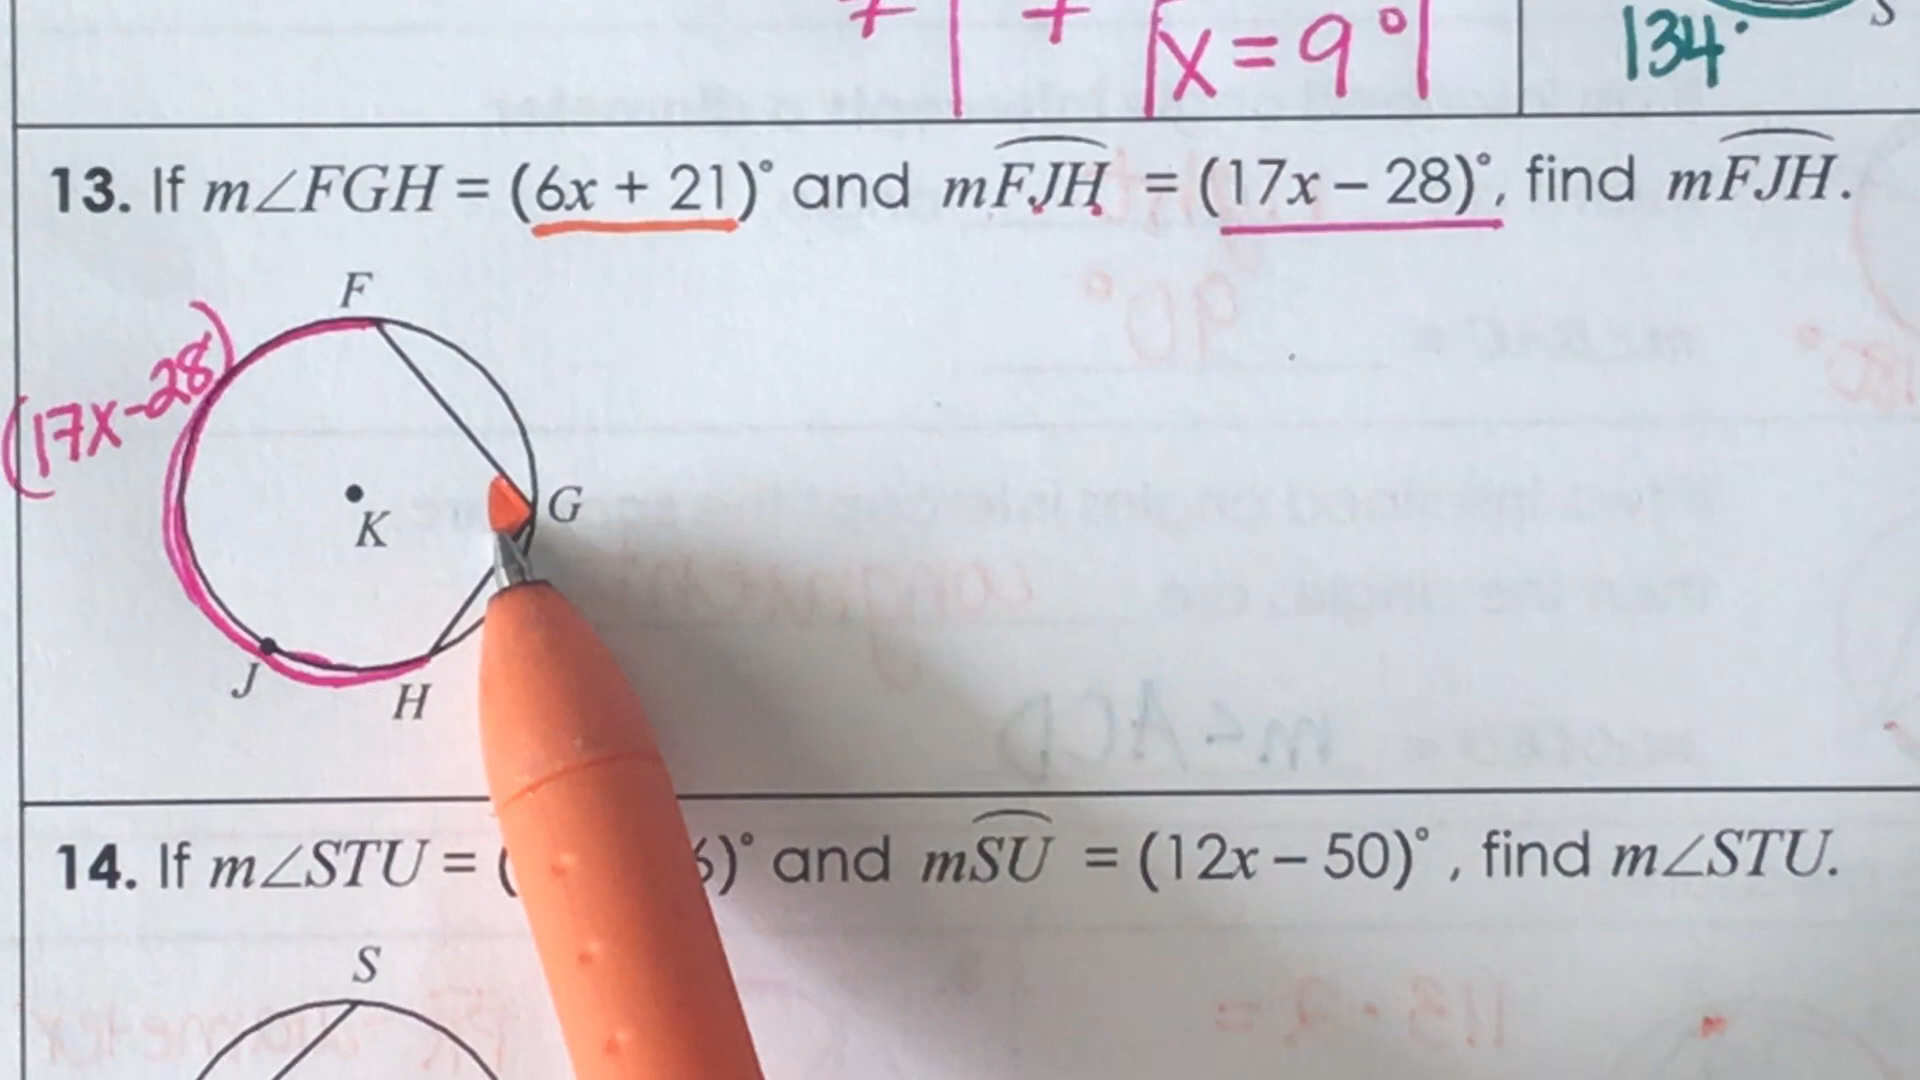 x = 9°
134°
S
13. If m∠FGH = (6x + 21)° and mFJH = (17x – 28)°, find mFJH.
F
(17x-28)
G
K
J
H
14. If m∠STU = ( 6)° and mSU = (12x – 50)°, find m∠STU.
S